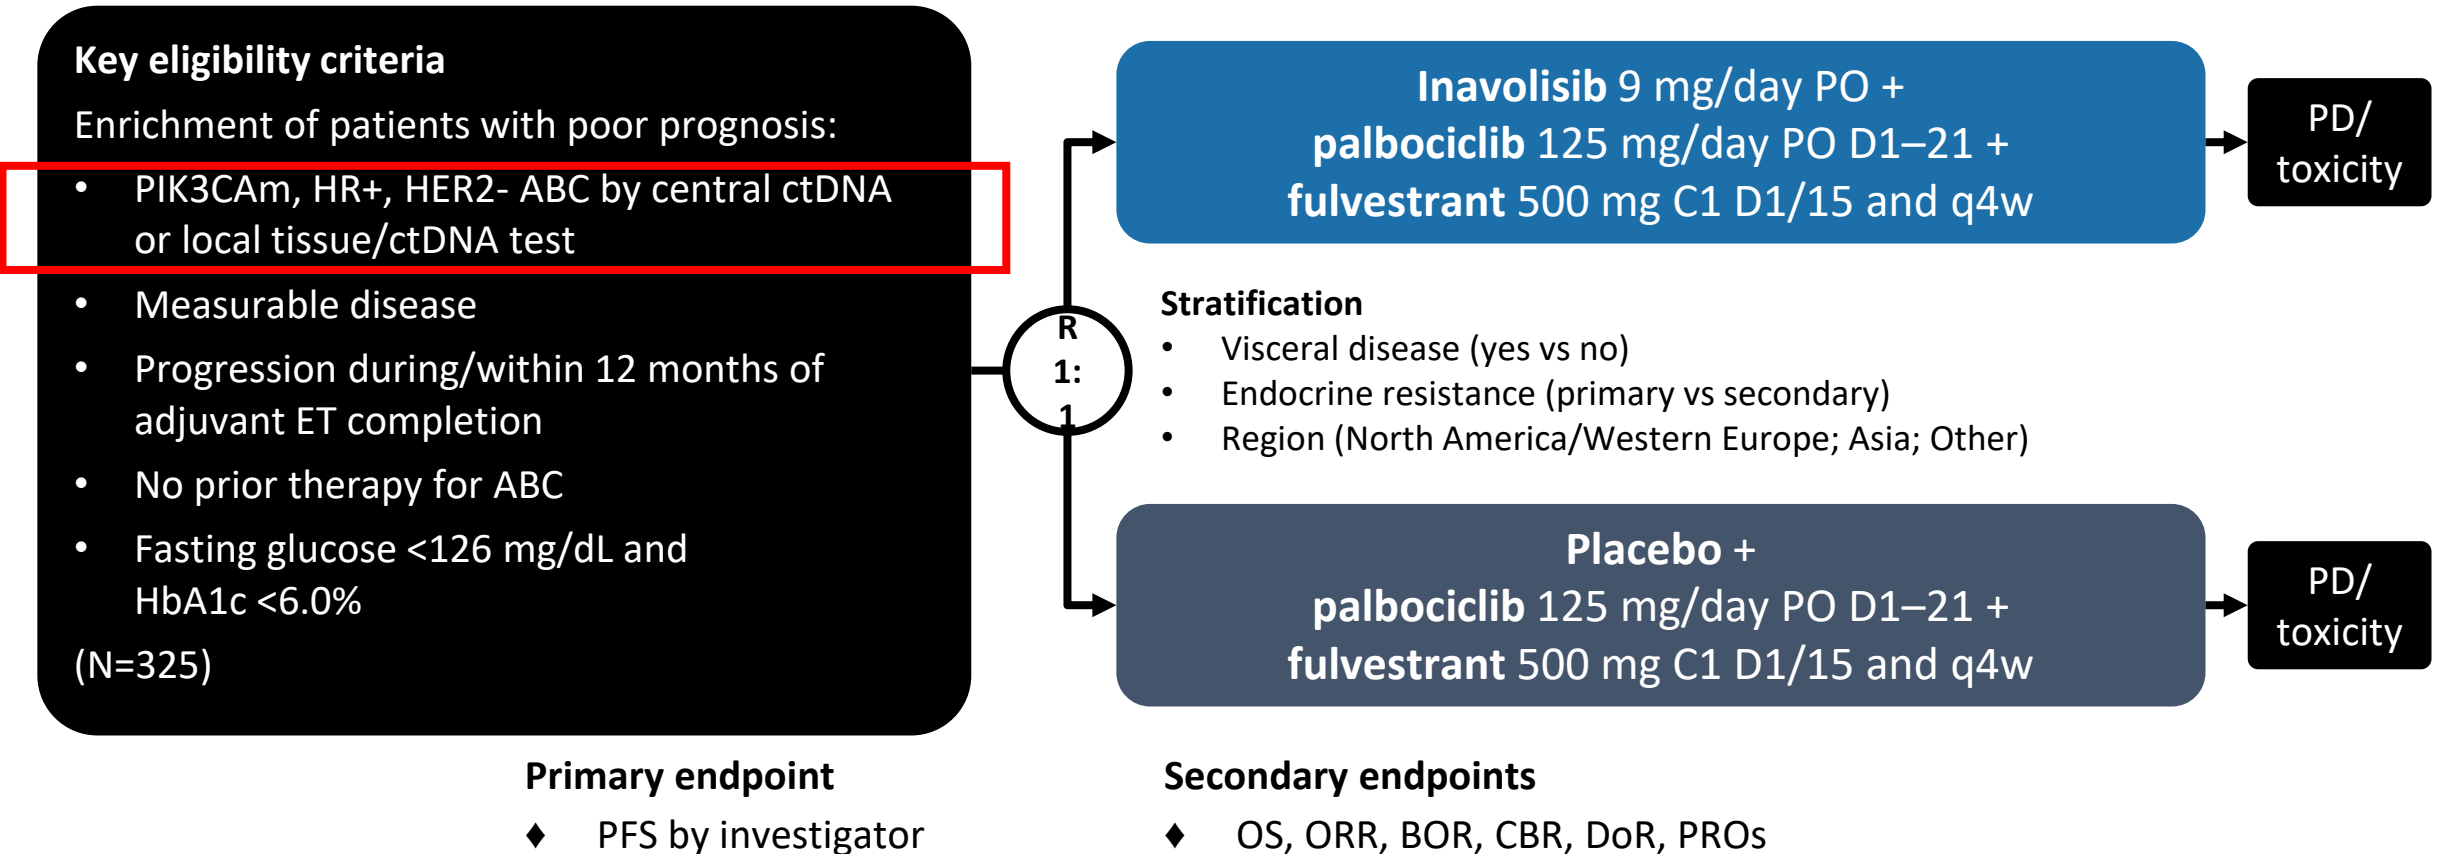 Key eligibility criteria
Enrichment of patients with poor prognosis:
• PIK3CAm, HR+, HER2- ABC by central ctDNA
or local tissue/ctDNA test
• Measurable disease
• Progression during/within 12 months of
adjuvant ET completion
• No prior therapy for ABC
• Fasting glucose <126 mg/dL and
HbA1c <6.0%
(N=325)
R
1:
1
Inavolisib 9 mg/day PO +
palbociclib 125 mg/day PO D1–21 +
fulvestrant 500 mg C1 D1/15 and q4w
PD/
toxicity
Stratification
• Visceral disease (yes vs no)
• Endocrine resistance (primary vs secondary)
• Region (North America/Western Europe; Asia; Other)
Placebo +
palbociclib 125 mg/day PO D1–21 +
fulvestrant 500 mg C1 D1/15 and q4w
PD/
toxicity
Primary endpoint
♦ PFS by investigator
Secondary endpoints
♦ OS, ORR, BOR, CBR, DoR, PROs